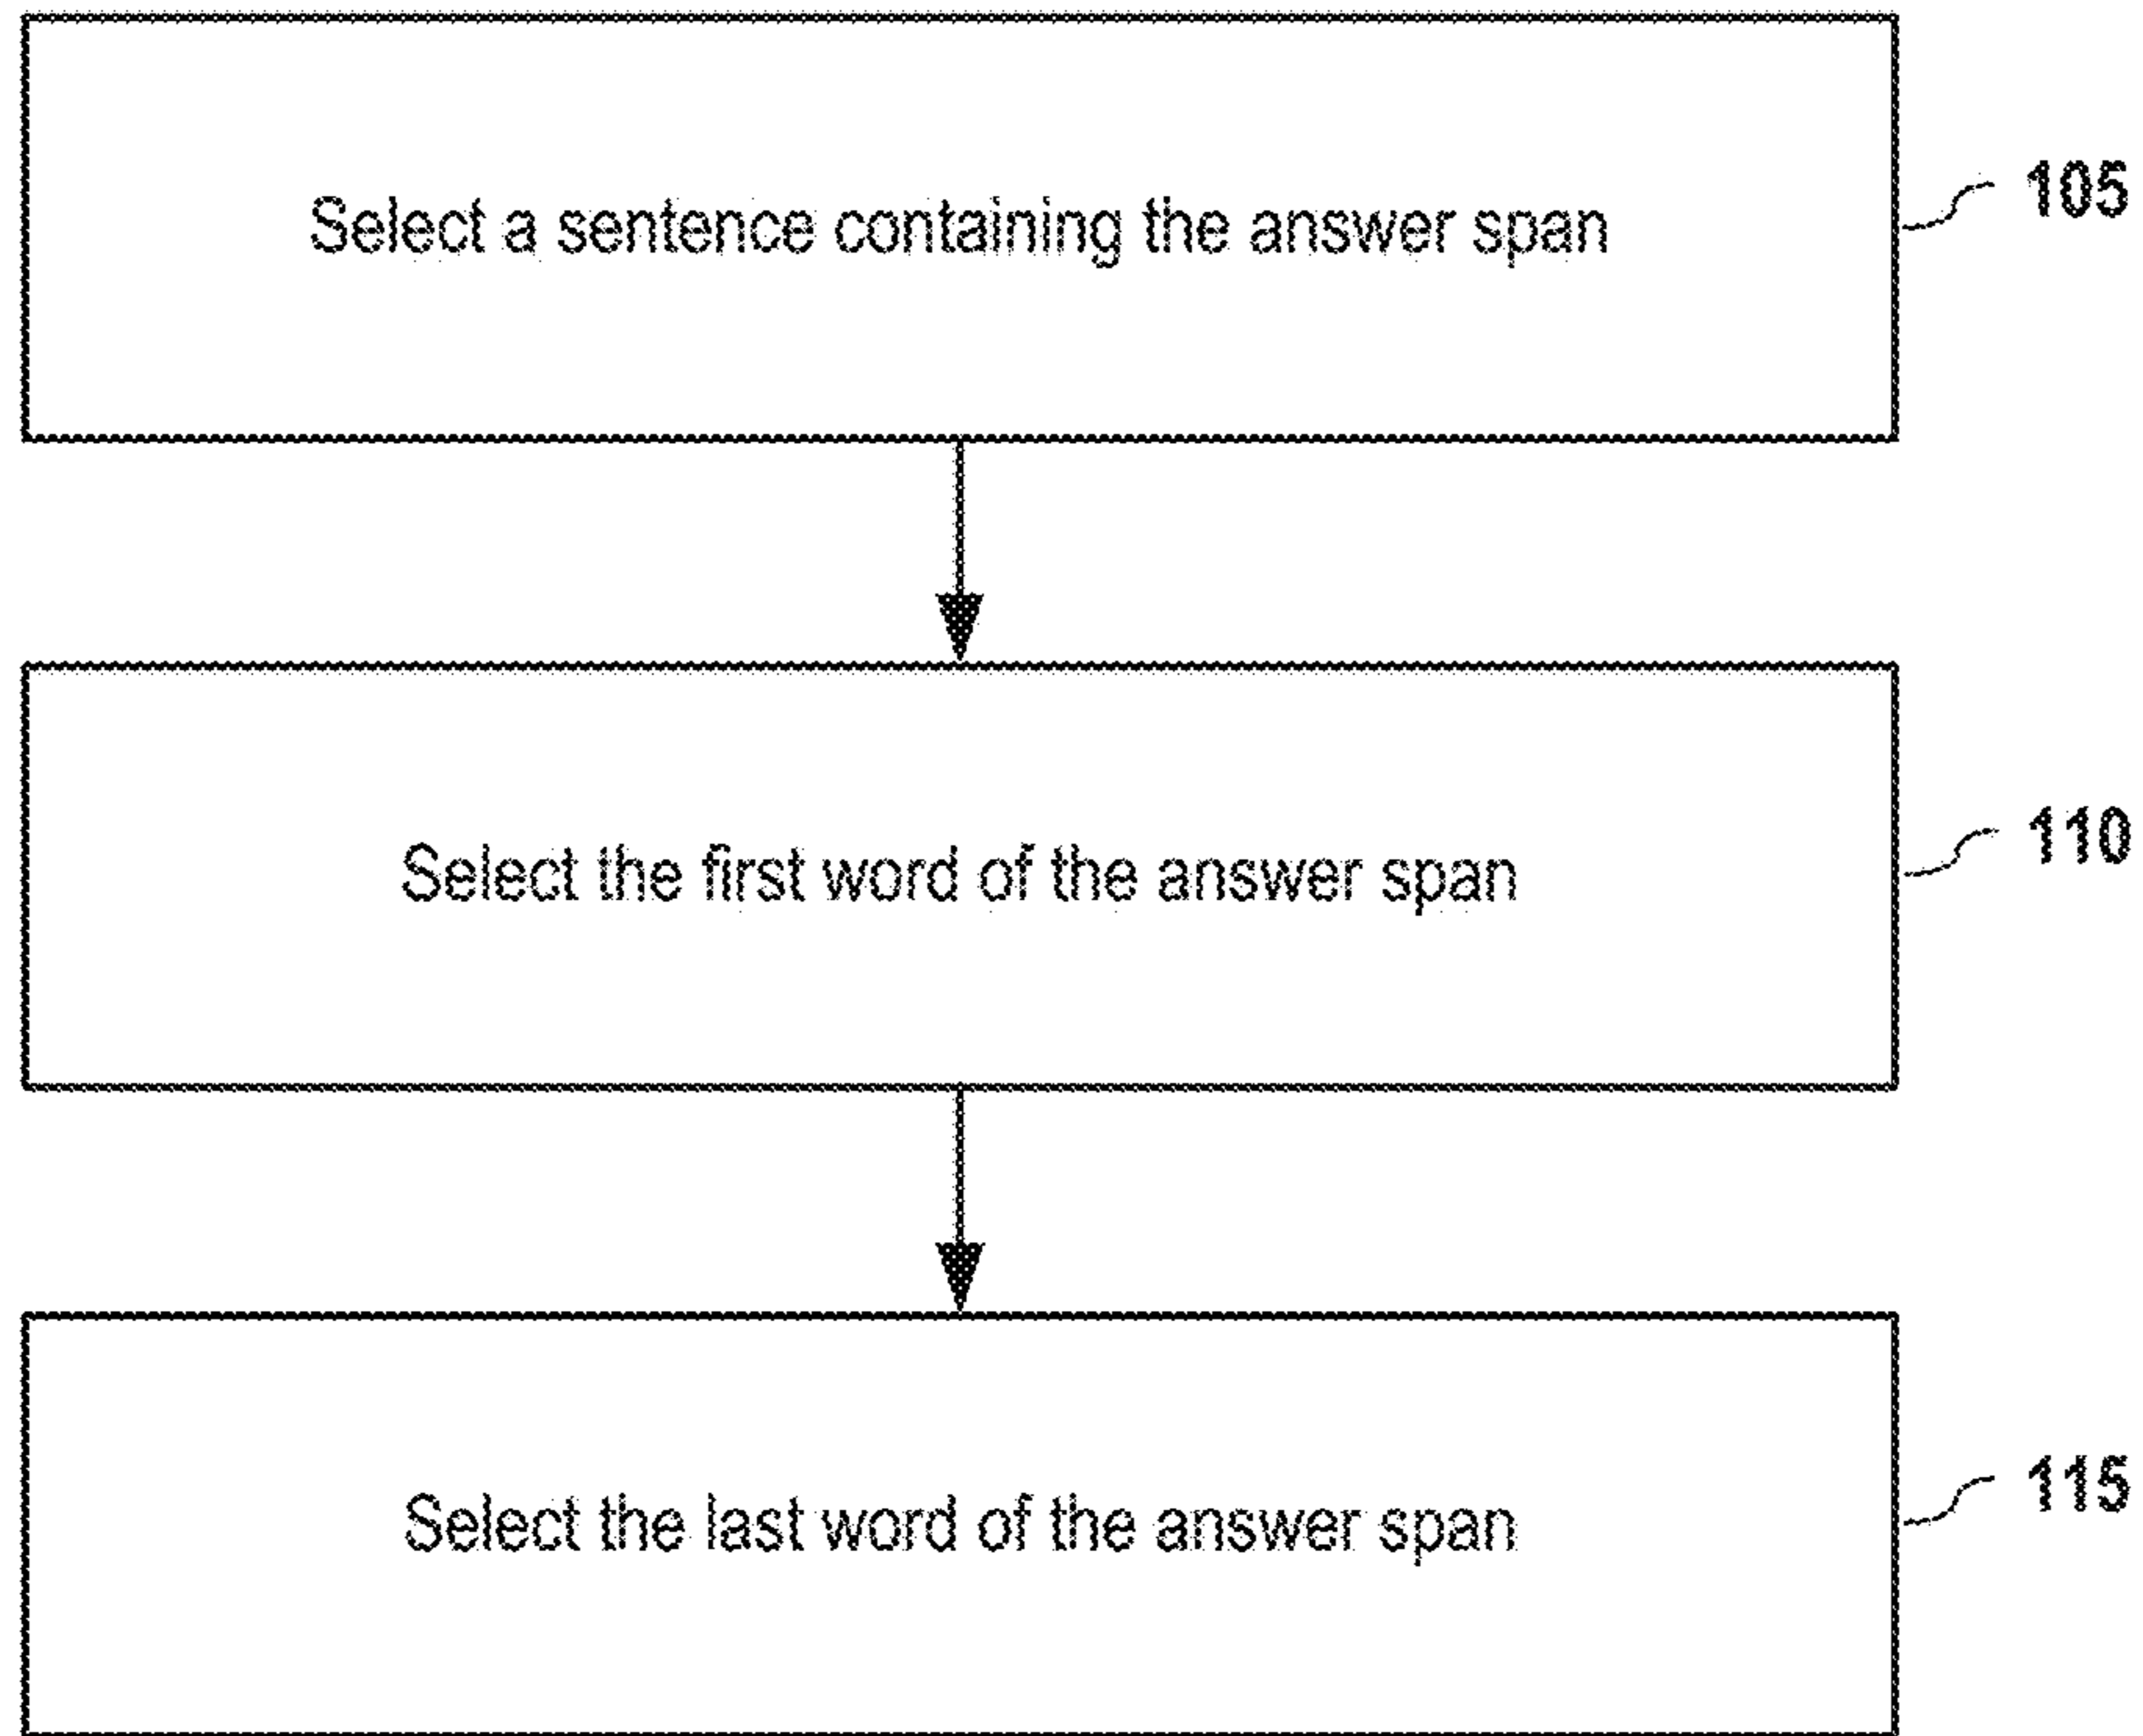 Select a sentence containing the answer span
105
Select the first word of the answer span
110
Select the last word of the answer span
115